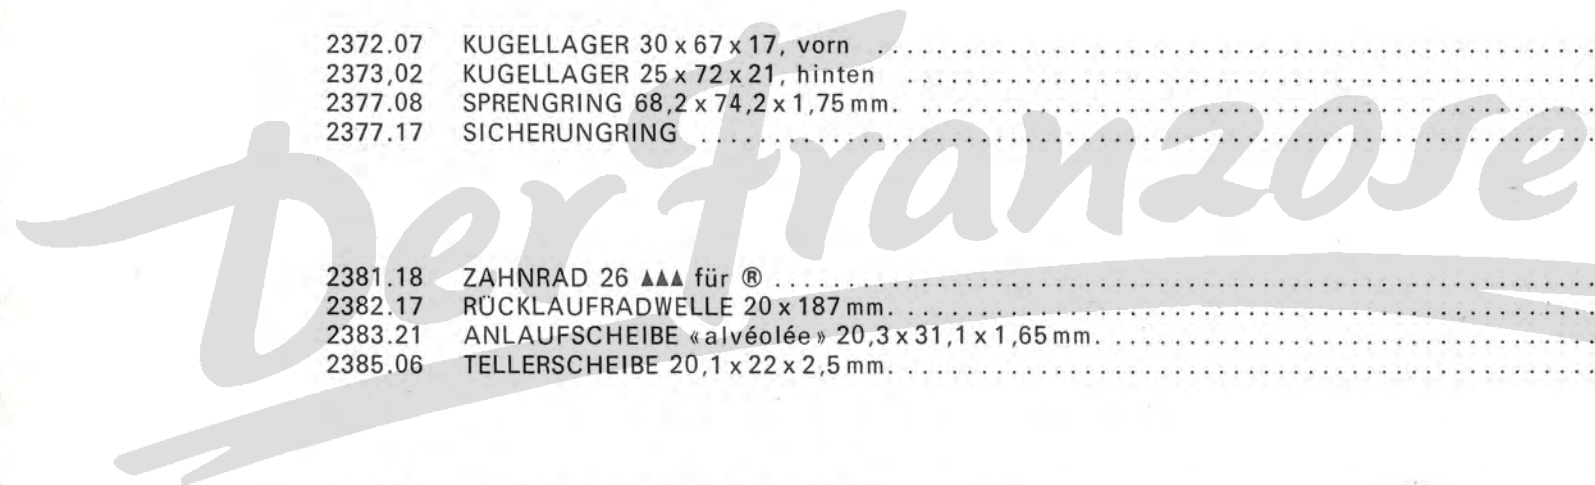 2372.07 KUGELLAGER 30 x 67 x 17, vorn ........................................
2373,02 KUGELLAGER 25 x 72 x 21, hinten ........................................
2377.08 SPRENGRING 68,2 x 74,2 x 1,75 mm. ........................................
2377.17 SICHERUNGRING ........................................
Der Franzose
2381.18 ZAHNRAD 26 ▲▲▲ für ® ........................................
2382.17 RÜCKLAUFRADWELLE 20 x 187 mm. ........................................
2383.21 ANLAUFSCHEIBE «alvéolée» 20,3 x 31,1 x 1,65 mm. ........................................
2385.06 TELLERSCHEIBE 20,1 x 22 x 2,5 mm. ........................................